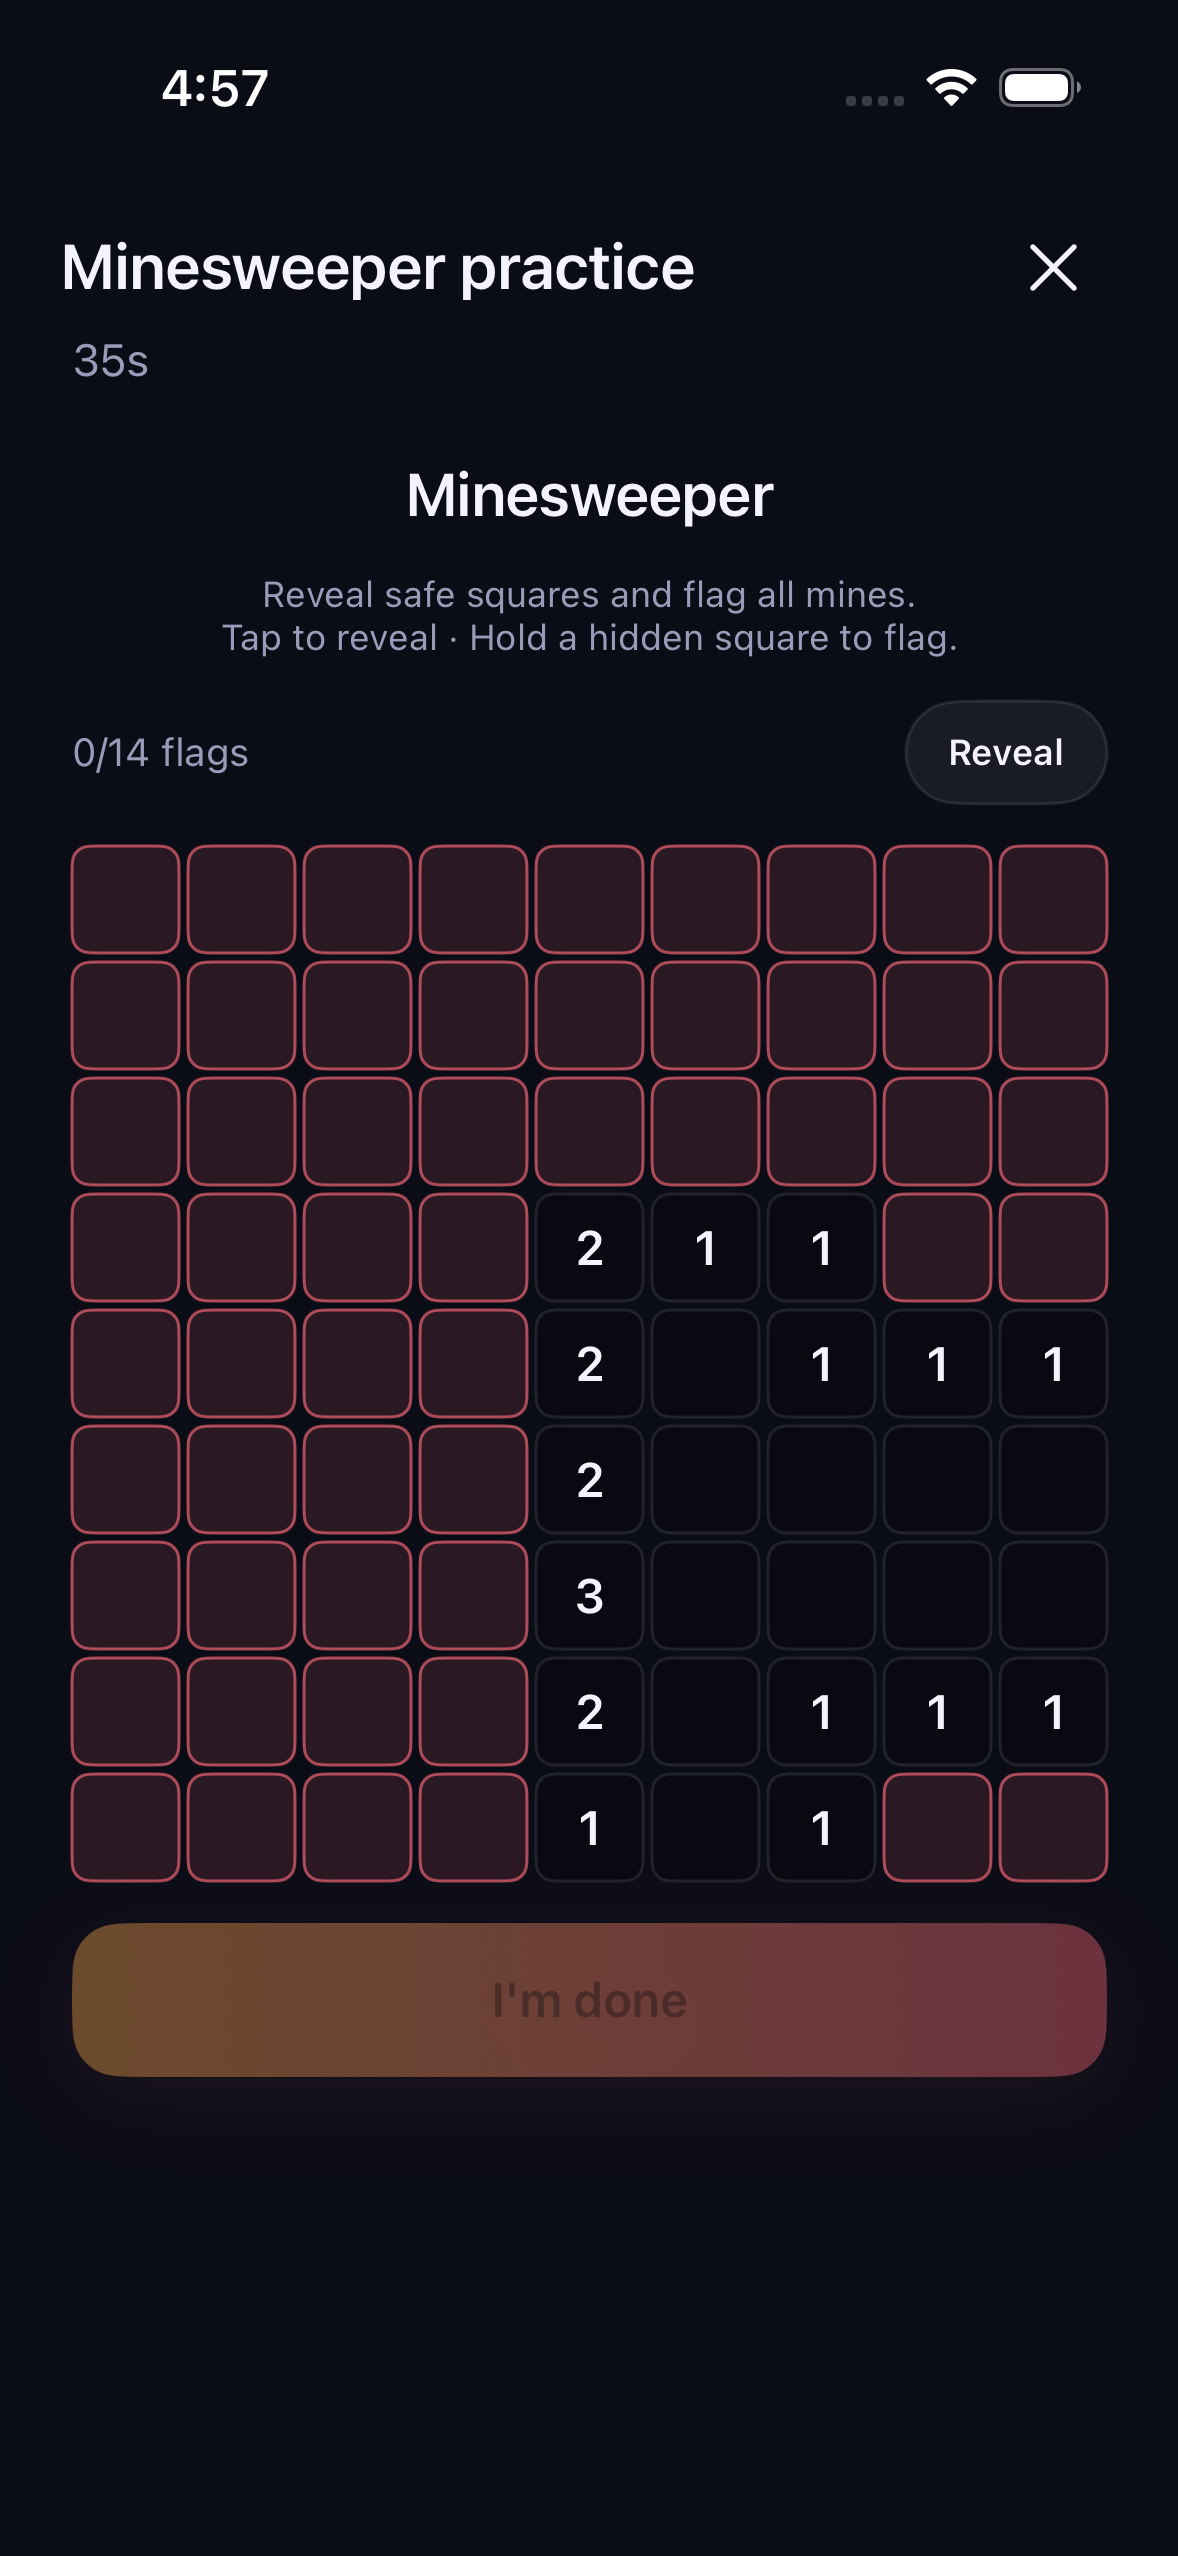 4:57
Minesweeper practice
35s
Minesweeper
Reveal safe squares and flag all mines.
Tap to reveal · Hold a hidden square to flag.
0/14 flags
Reveal
2 1 1
2 1 1 1
2
3
2 1 1 1
1 1
I'm done